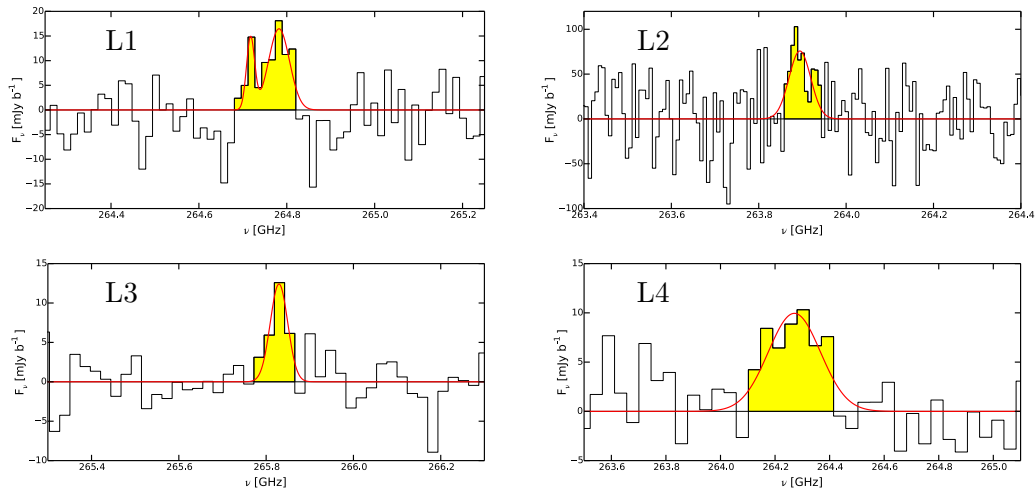 L1
20
15
10
5
0
−5
−10
−15
−20
F_ν [mJy b⁻¹ ]
264.4 264.6 264.8 265.0 265.2
ν [GHz]
L2
100
50
0
−50
−100
F_ν [mJy b⁻¹ ]
263.4 263.6 263.8 264.0 264.2 264.4
ν [GHz]
L3
15
10
5
0
−5
−10
F_ν [mJy b⁻¹ ]
265.4 265.6 265.8 266.0 266.2
ν [GHz]
L4
15
10
5
0
−5
F_ν [mJy b⁻¹ ]
263.6 263.8 264.0 264.2 264.4 264.6 264.8 265.0
ν [GHz]